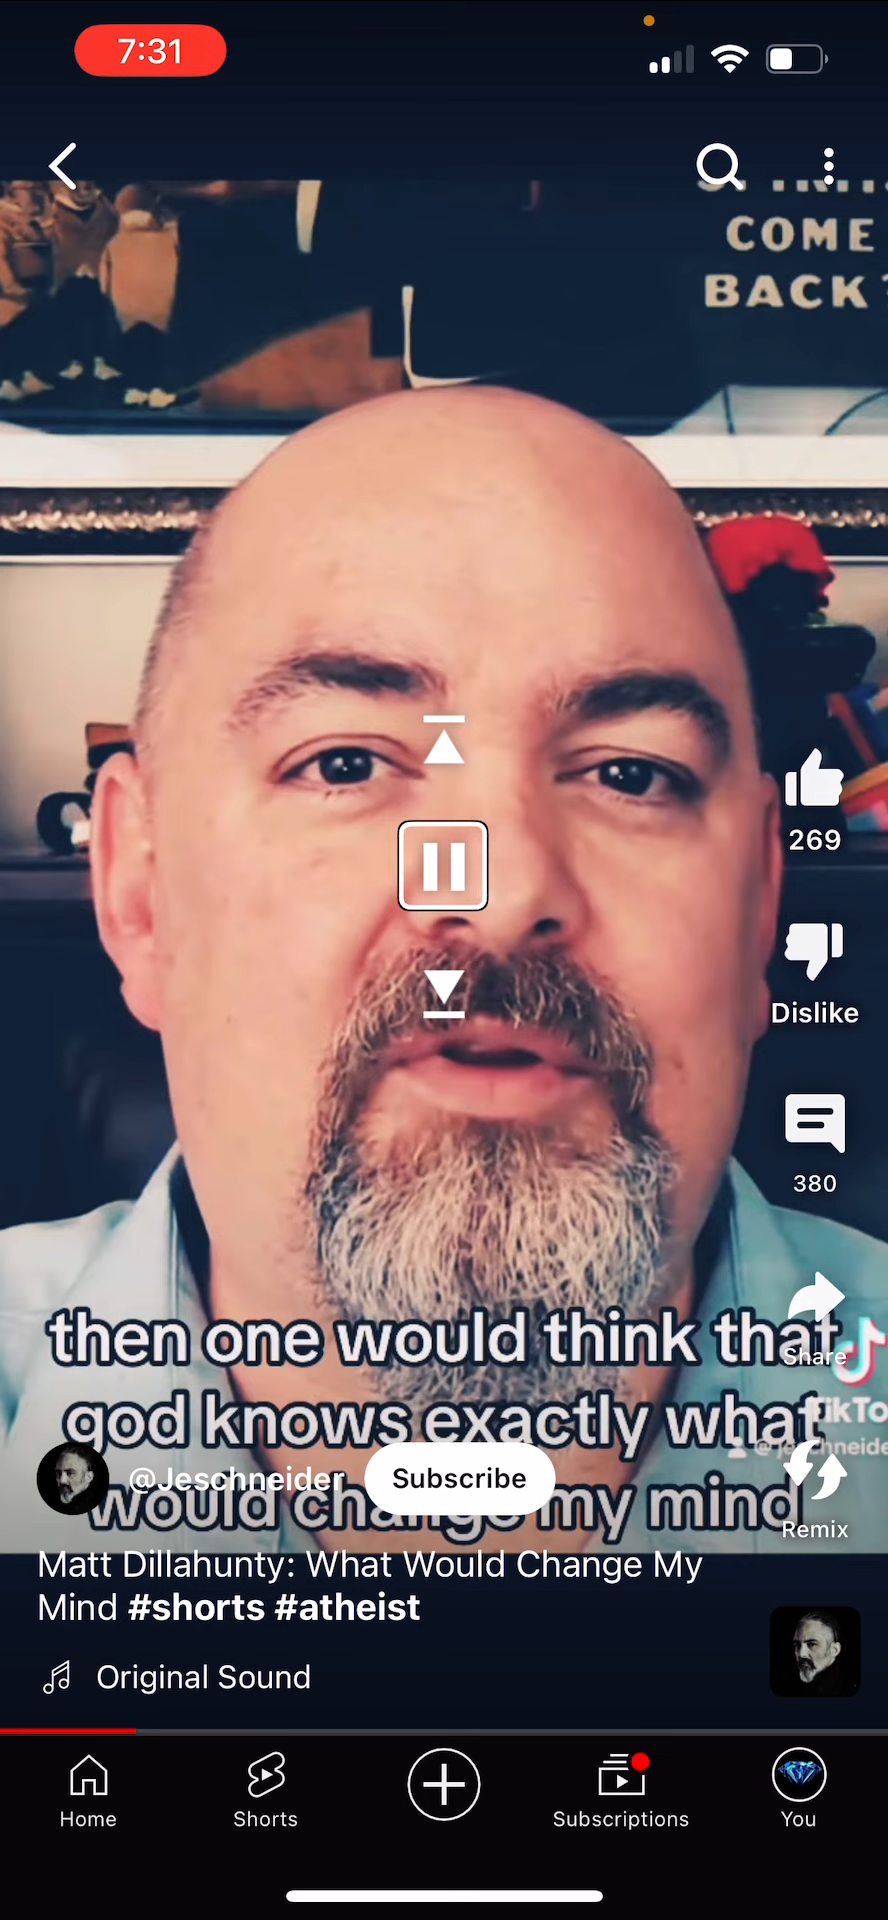 7:31
COME
BACK
269
Dislike
380
then one would think that
Share
god knows exactly what
TikTo
@Jeschneider
Subscribe
would change my mind
Remix
Matt Dillahunty: What Would Change My
Mind #shorts #atheist
Original Sound
Home
Shorts
Subscriptions
You